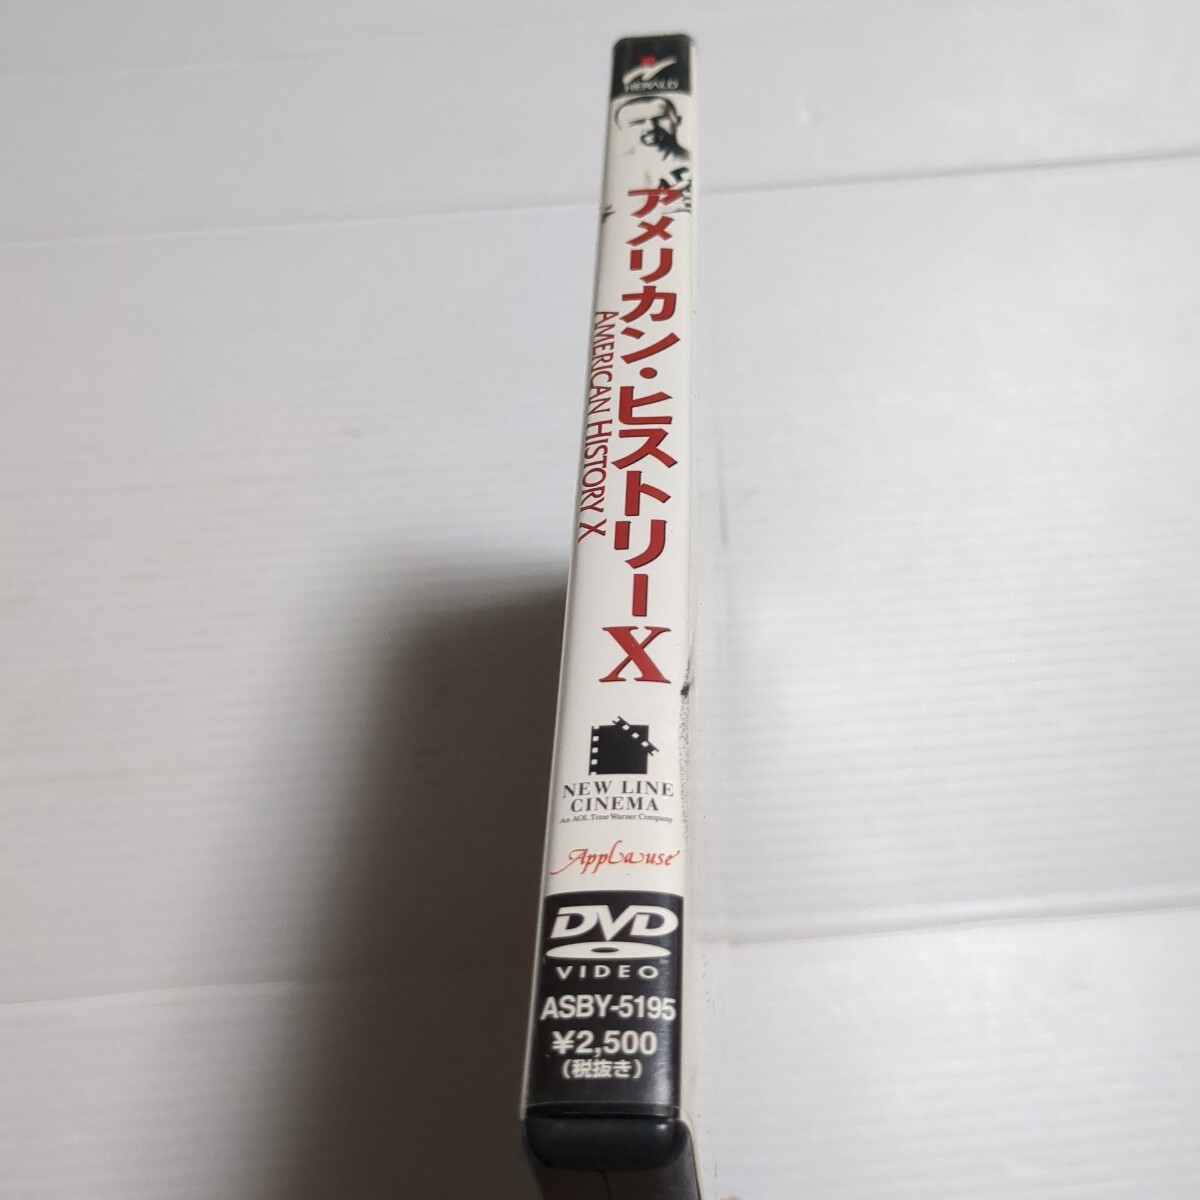 HERALD
アメリカン・ヒストリーX
AMERICAN HISTORY X
NEW LINE
CINEMA
An AOL Time Warner Company
Applause
DVD
VIDEO
ASBY-5195
¥2,500
(税抜き)